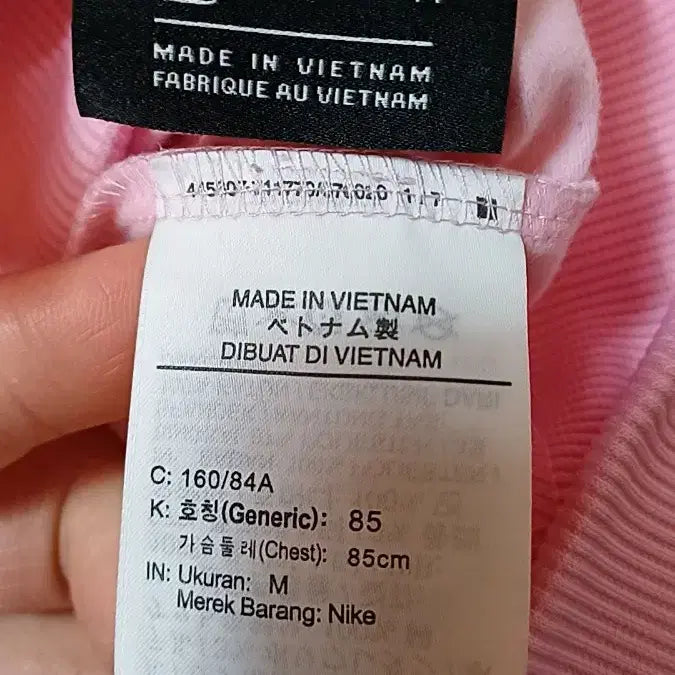 MADE IN VIETNAM
FABRIQUE AU VIETNAM
MADE IN VIETNAM
ベトナム製
DIBUAT DI VIETNAM
C: 160/84A
K: 호칭(Generic): 85
가슴둘레(Chest): 85cm
IN: Ukuran: M
Merek Barang: Nike